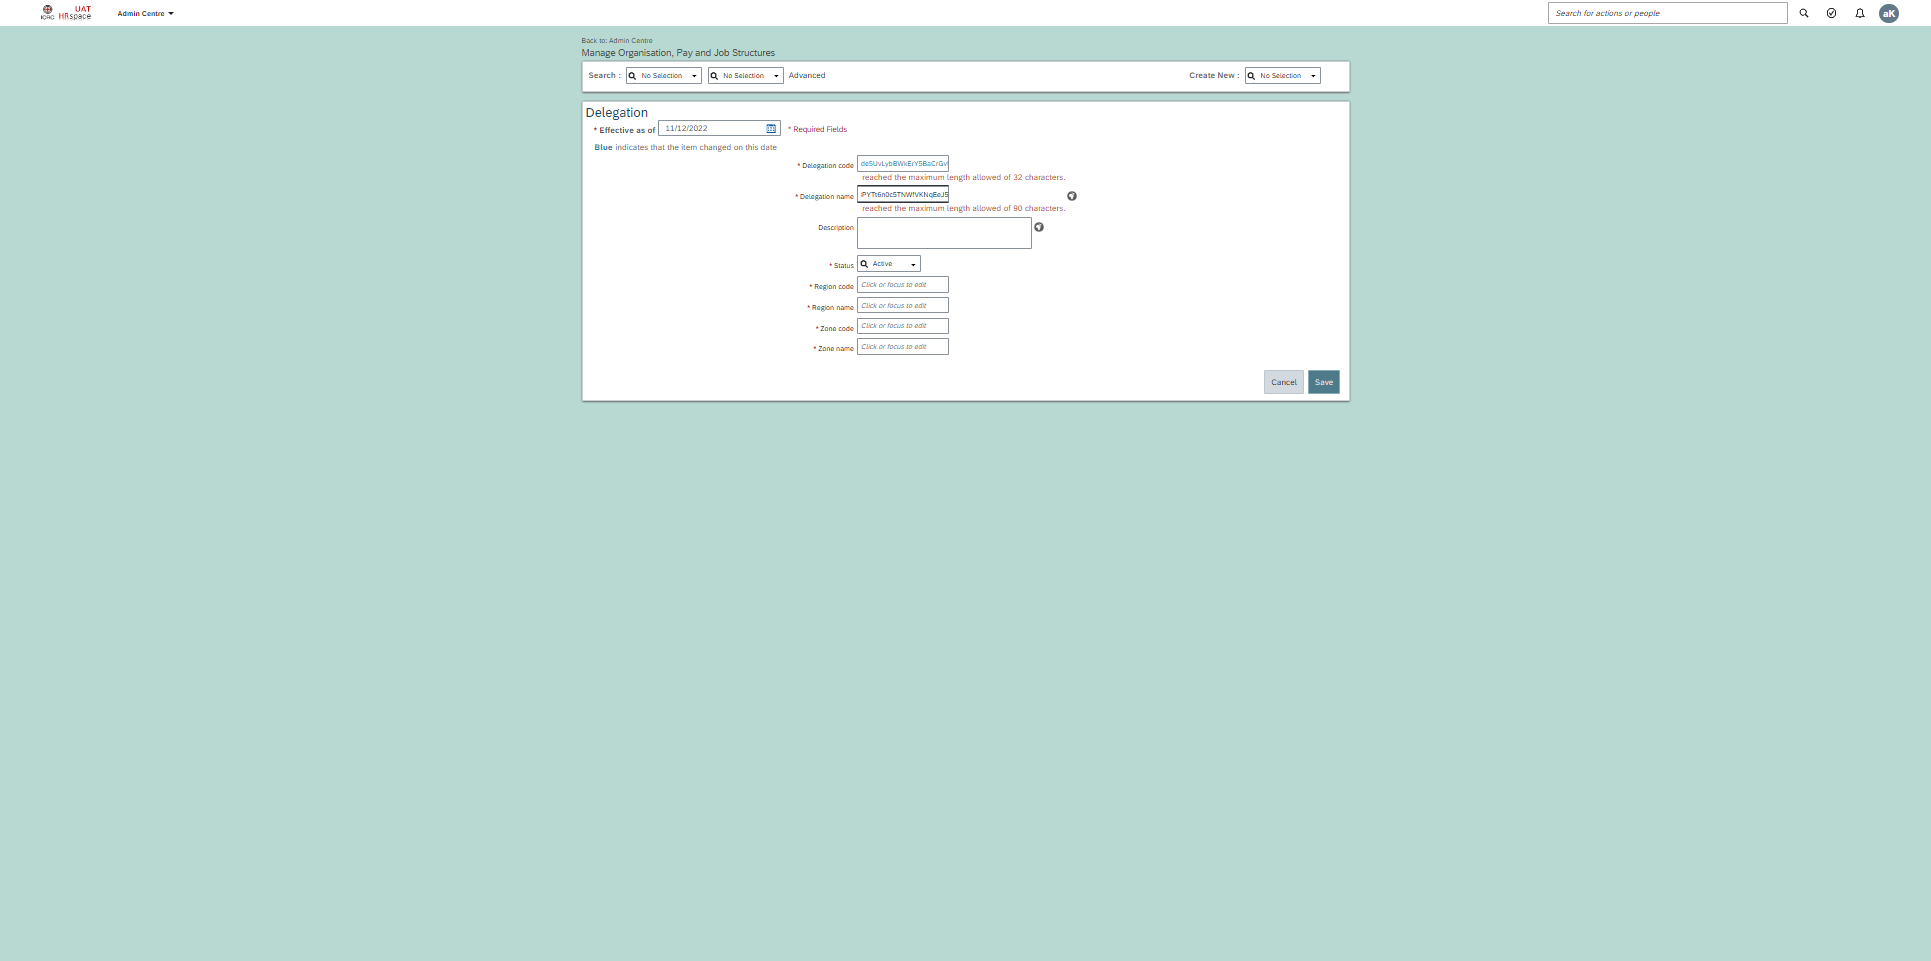 ICRC
UAT
HRspace
Admin Centre
Search for actions or people
aK
Back to: Admin Centre
Manage Organisation, Pay and Job Structures
Search : No Selection No Selection Advanced
Create New : No Selection
Delegation
* Effective as of 11/12/2022 * Required Fields
Blue indicates that the item changed on this date
* Delegation code
reached the maximum length allowed of 32 characters.
* Delegation name
reached the maximum length allowed of 90 characters.
Description
* Status Active
* Region code Click or focus to edit
* Region name Click or focus to edit
* Zone code Click or focus to edit
* Zone name Click or focus to edit
Cancel Save